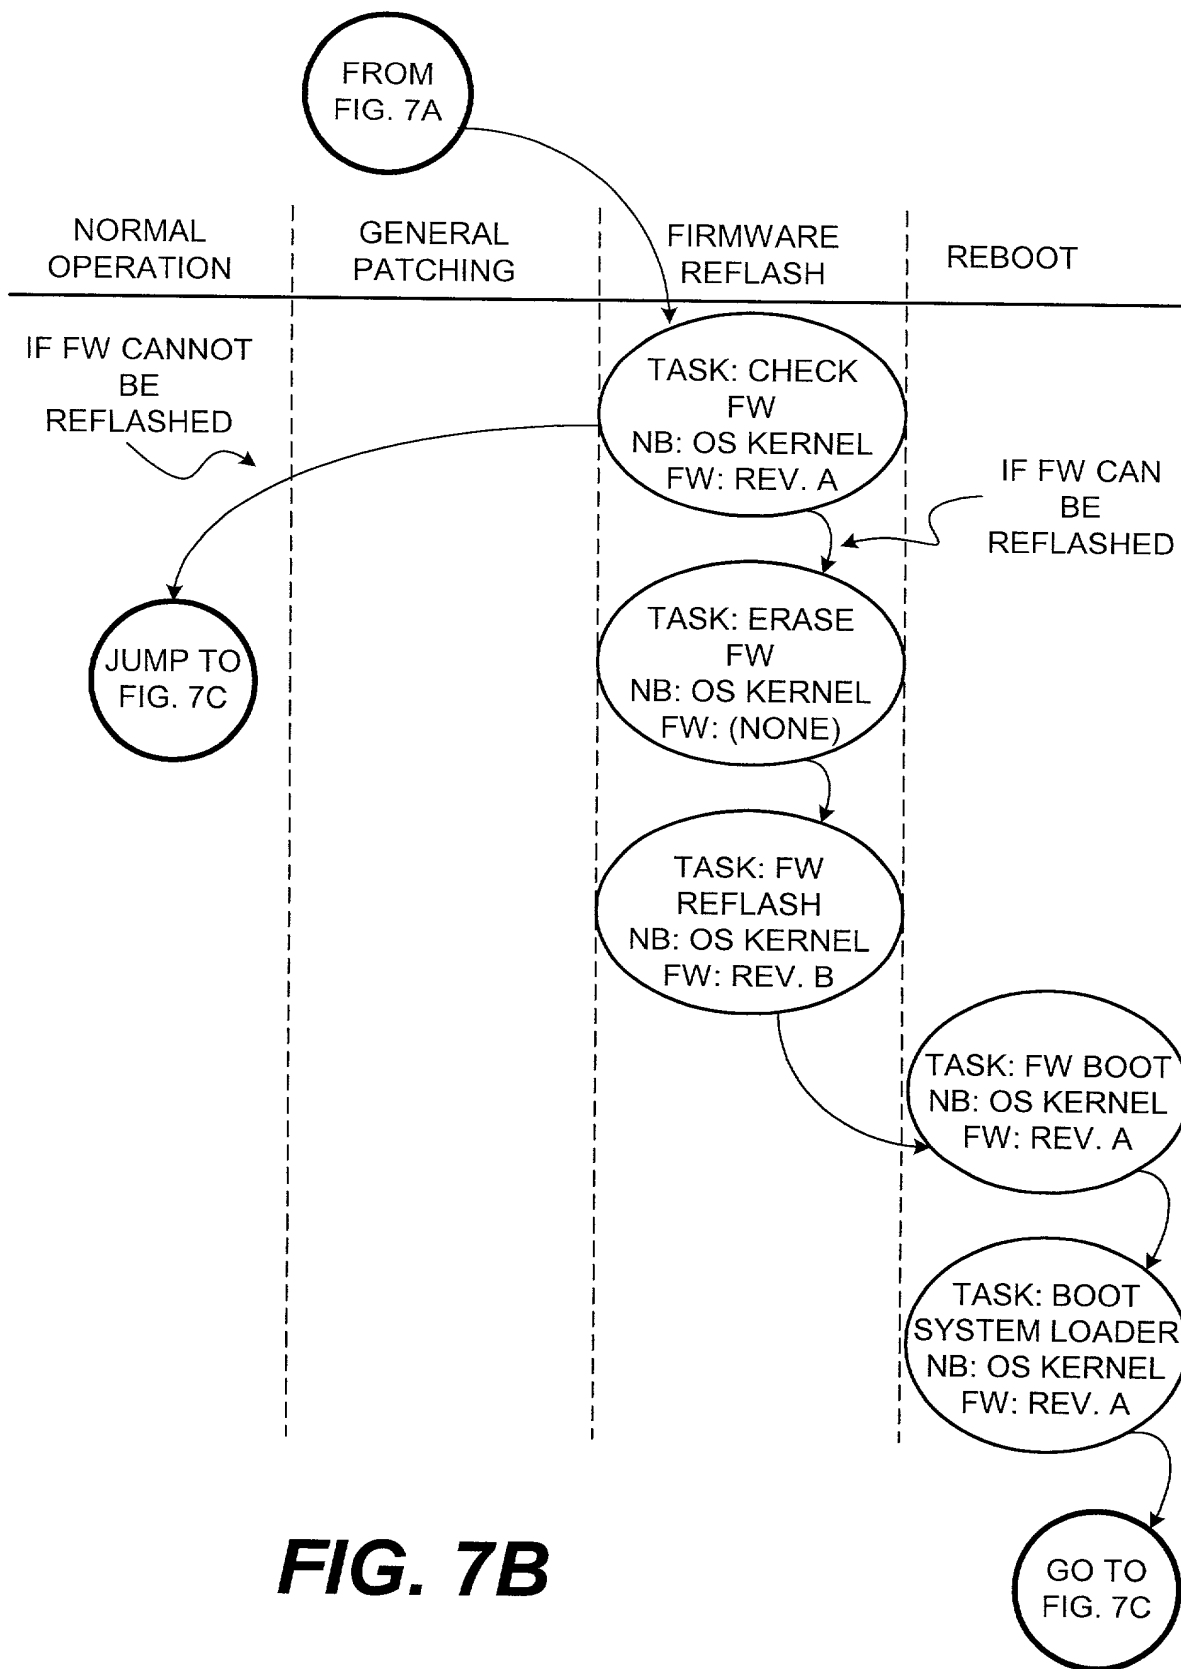 FROM
FIG. 7A
NORMAL
OPERATION
GENERAL
PATCHING
FIRMWARE
REFLASH
REBOOT
IF FW CANNOT
BE
REFLASHED
TASK: CHECK
FW
NB: OS KERNEL
FW: REV. A
IF FW CAN
BE
REFLASHED
JUMP TO
FIG. 7C
TASK: ERASE
FW
NB: OS KERNEL
FW: (NONE)
TASK: FW
REFLASH
NB: OS KERNEL
FW: REV. B
TASK: FW BOOT
NB: OS KERNEL
FW: REV. A
TASK: BOOT
SYSTEM LOADER
NB: OS KERNEL
FW: REV. A
GO TO
FIG. 7C
FIG. 7B